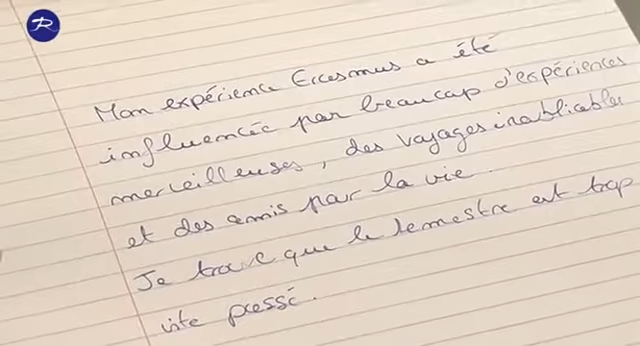 R
Mon expérience Erasmus a été
influencée par beaucoup d'expériences
merveilleuses, des voyages inoubliables
et des amis par la vie.
Je trouve que le semestre est trop
vite passé.